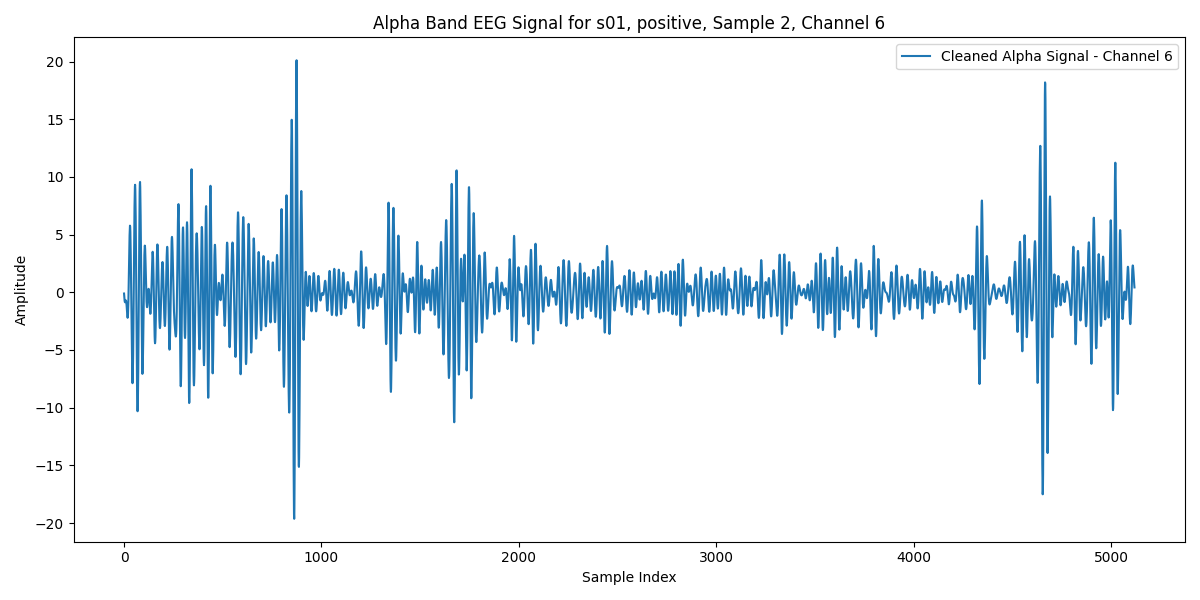 Alpha Band EEG Signal for s01, positive, Sample 2, Channel 6
Cleaned Alpha Signal - Channel 6
Amplitude
20
15
10
5
0
−5
−10
−15
−20
0 1000 2000 3000 4000 5000
Sample Index